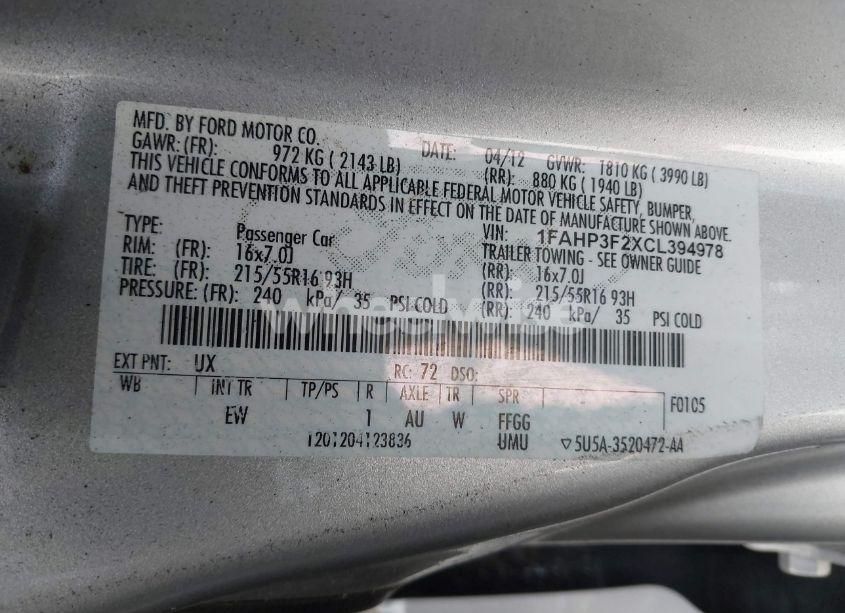 MFD. BY FORD MOTOR CO. DATE: 04/12 GVWR: 1810 KG ( 3990 LB)
GAWR:(FR): 972 KG ( 2143 LB) (RR): 880 KG ( 1940 LB)
THIS VEHICLE CONFORMS TO ALL APPLICABLE FEDERAL MOTOR VEHICLE SAFETY, BUMPER,
AND THEFT PREVENTION STANDARDS IN EFFECT ON THE DATE OF MANUFACTURE SHOWN ABOVE.
VIN: 1FAHP3F2XCL394978
TYPE: Passenger Car TRAILER TOWING - SEE OWNER GUIDE
RIM: (FR): 16x7.0J (RR): 16x7.0J
TIRE: (FR): 215/55R16 93H (RR): 215/55R16 93H
PRESSURE: (FR): 240 kPa/ 35 PSI COLD (RR): 240 kPa/ 35 PSI COLD
EXT PNT: UX RC: 72 DSO:
WB INT TR TP/PS R AXLE TR SPR F0105
EW 1 AU W FFGG
UMU ▽5U5A-3520472-AA